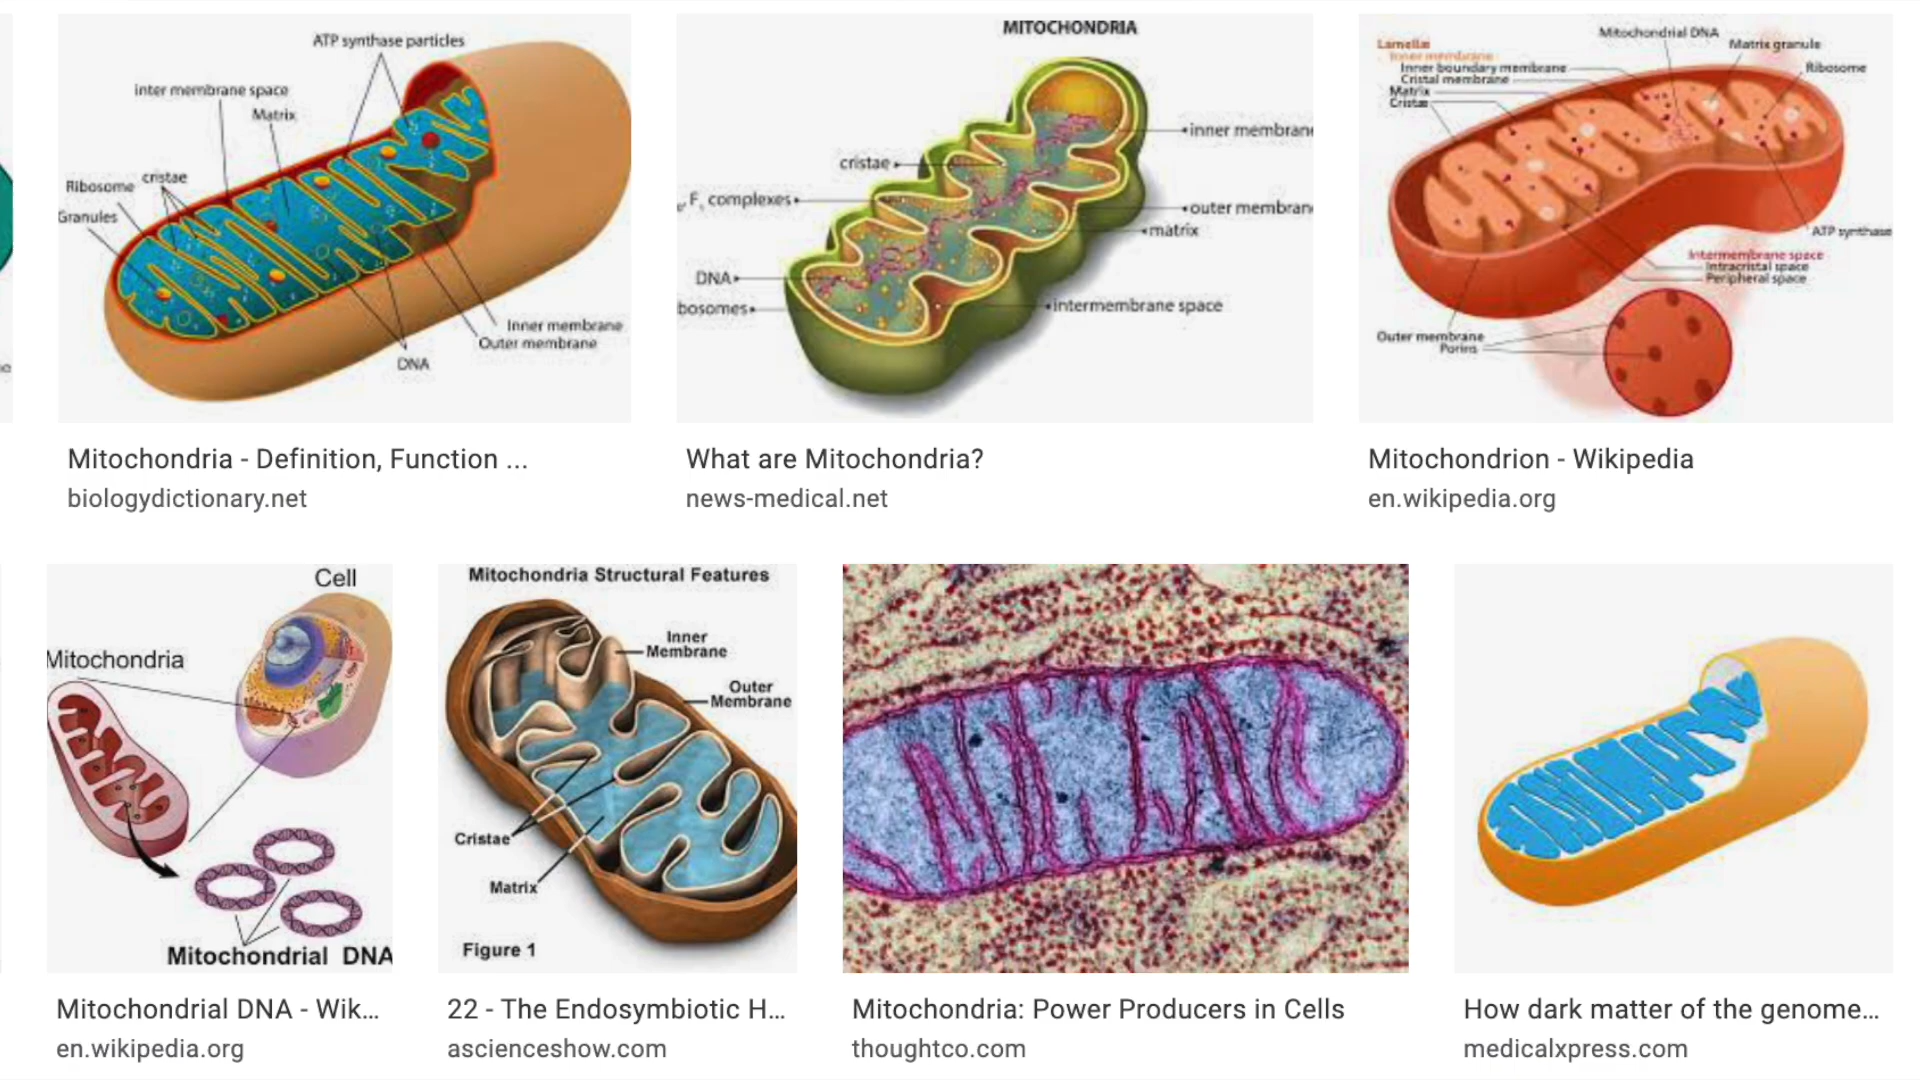 ATP synthase particles
inter membrane space
Matrix
cristae
Ribosome
Granules
Inner membrane
Outer membrane
DNA
Mitochondria - Definition, Function ...
biologydictionary.net
MITOCHONDRIA
inner membran
cristae
F, complexes
outer membran
matrix
DNA
bosomes
intermembrane space
What are Mitochondria?
news-medical.net
Mitochondrial DNA
Lamellae
Matrix granule
Inner membrane
Inner boundary membrane
Ribosome
Cristal membrane
Matrix
Cristae
ATP synthase
Intermembrane space
Intracristal space
Peripheral space
Outer membrane
Porins
Mitochondrion - Wikipedia
en.wikipedia.org
Cell
Mitochondria
Mitochondrial DNA
Mitochondrial DNA - Wik...
en.wikipedia.org
Mitochondria Structural Features
Inner
Membrane
Outer
Membrane
Cristae
Matrix
Figure 1
22 - The Endosymbiotic H...
ascienceshow.com
Mitochondria: Power Producers in Cells
thoughtco.com
How dark matter of the genome...
medicalxpress.com